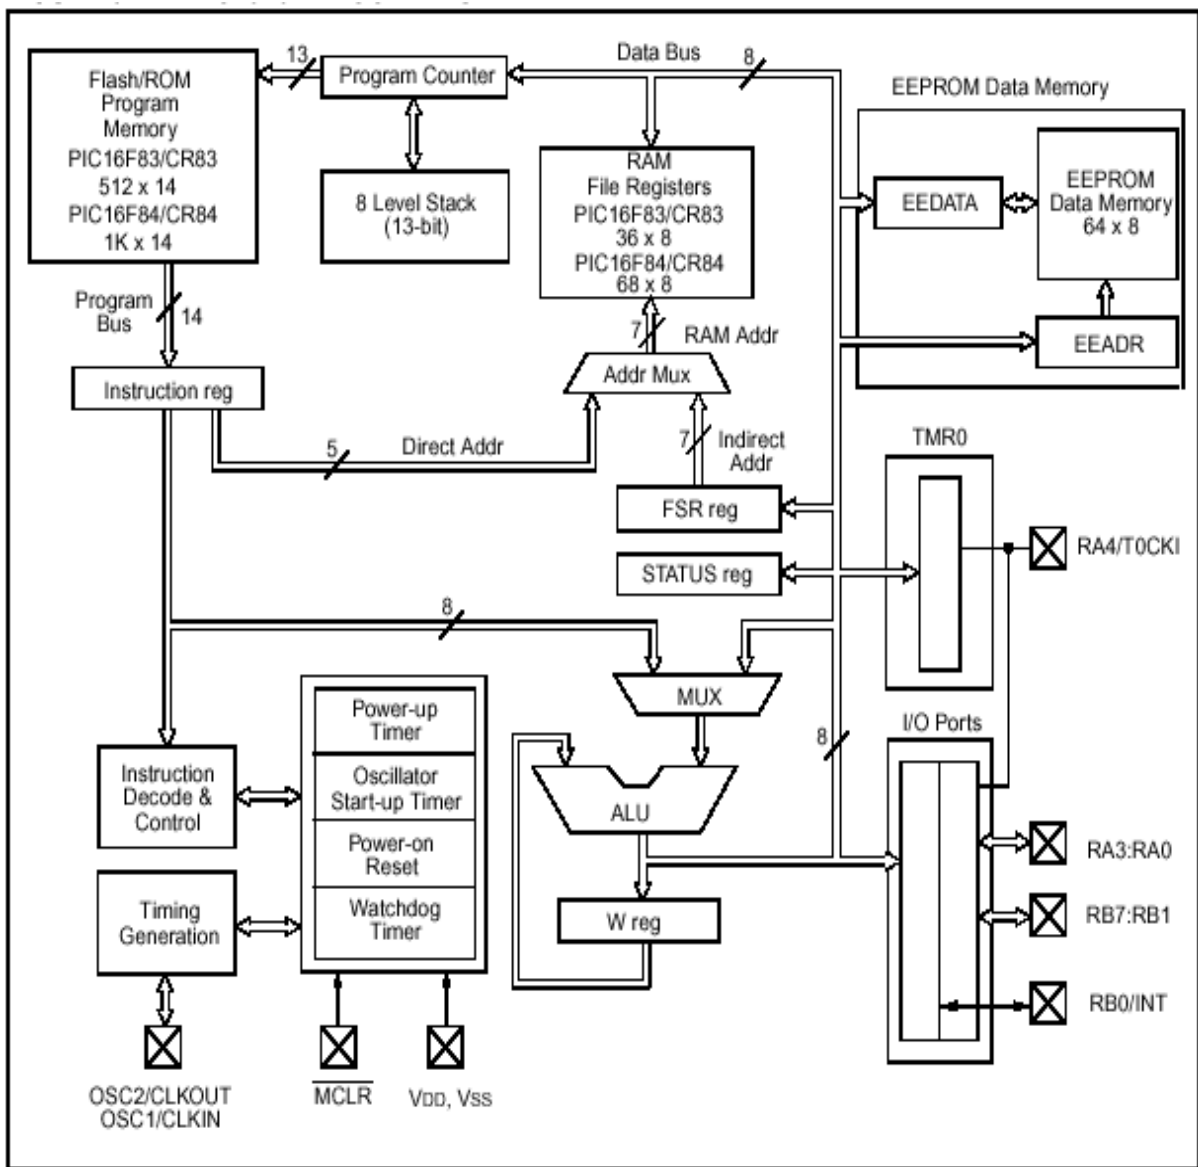 Flash/ROM
Program
Memory
PIC16F83/CR83
512 x 14
PIC16F84/CR84
1K x 14
13
Program Counter
8 Level Stack
(13-bit)
Data Bus
8
RAM
File Registers
PIC16F83/CR83
36 x 8
PIC16F84/CR84
68 x 8
EEPROM Data Memory
EEDATA
EEPROM
Data Memory
64 x 8
EEADR
Program
Bus
14
Instruction reg
7
RAM Addr
Addr Mux
5
Direct Addr
7
Indirect
Addr
FSR reg
STATUS reg
TMR0
RA4/T0CKI
8
MUX
8
I/O Ports
Power-up
Timer
Oscillator
Start-up Timer
Power-on
Reset
Watchdog
Timer
Instruction
Decode &
Control
Timing
Generation
ALU
W reg
RA3:RA0
RB7:RB1
RB0/INT
OSC2/CLKOUT
OSC1/CLKIN
MCLR
VDD, VSS